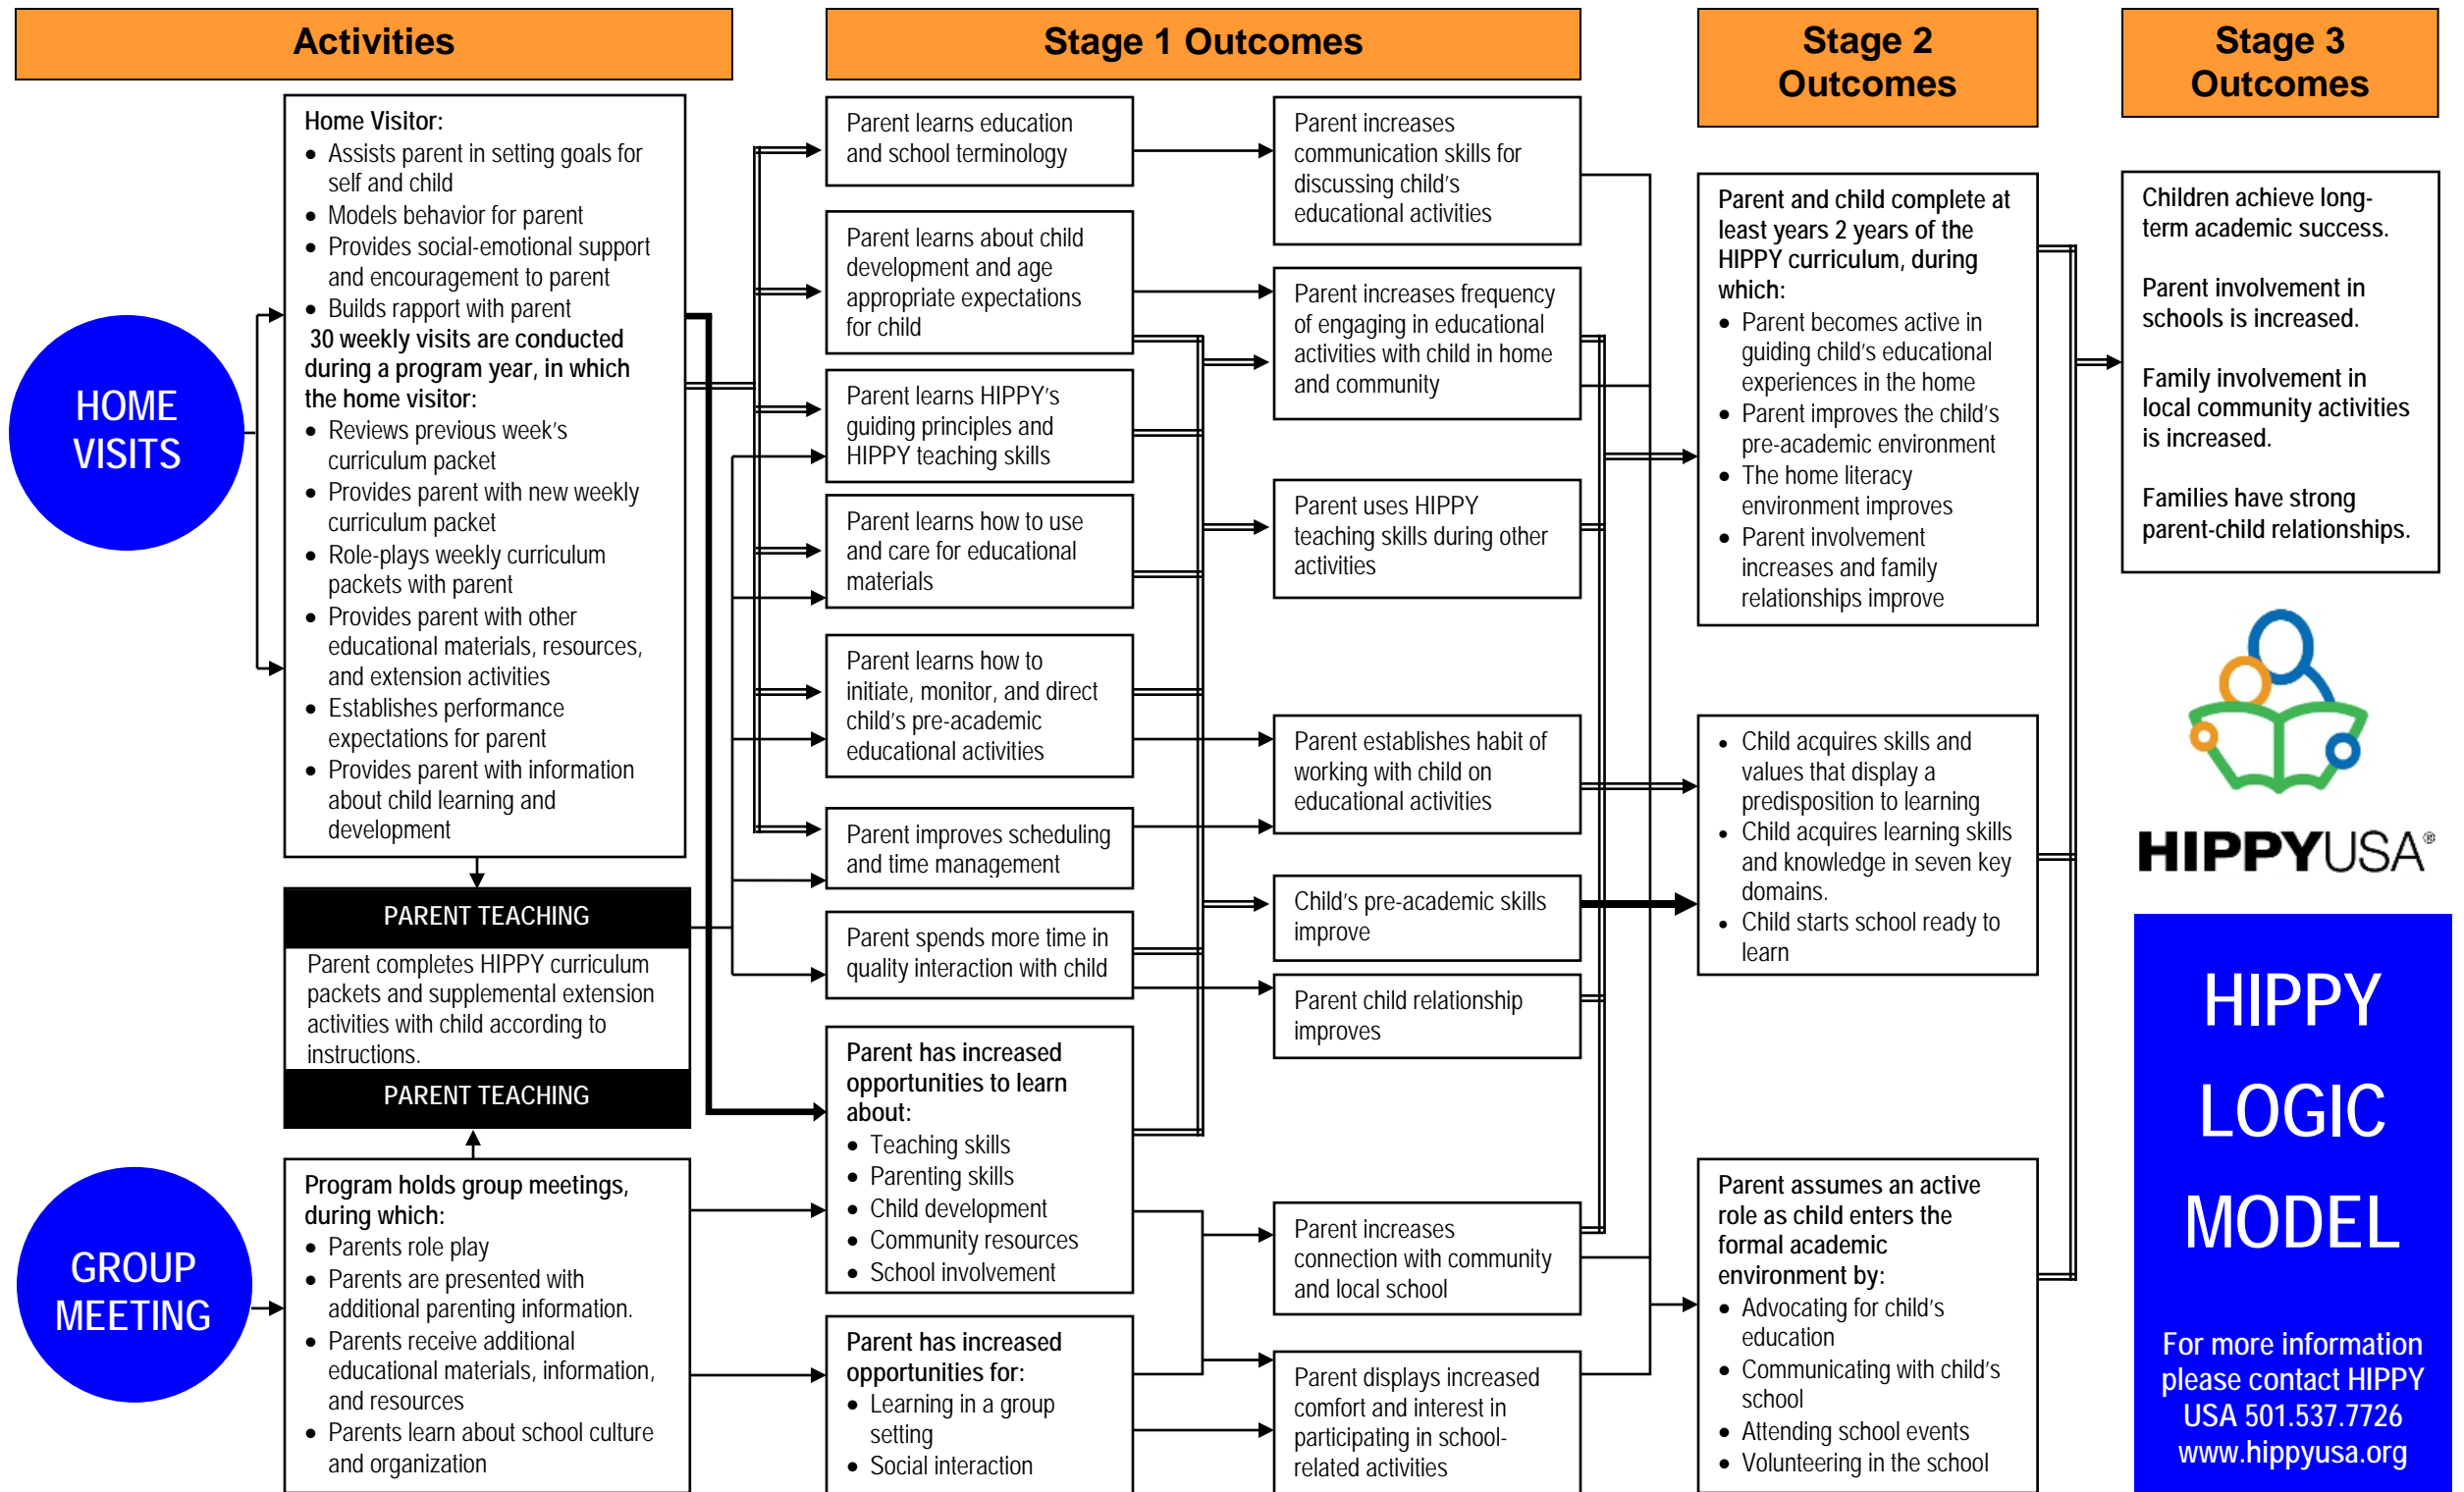 Activities
Stage 1 Outcomes
Stage 2
Outcomes
Stage 3
Outcomes
HOME
VISITS
Home Visitor:
• Assists parent in setting goals for
self and child
• Models behavior for parent
• Provides social-emotional support
and encouragement to parent
• Builds rapport with parent
30 weekly visits are conducted
during a program year, in which
the home visitor:
• Reviews previous week's
curriculum packet
• Provides parent with new weekly
curriculum packet
• Role-plays weekly curriculum
packets with parent
• Provides parent with other
educational materials, resources,
and extension activities
• Establishes performance
expectations for parent
• Provides parent with information
about child learning and
development
PARENT TEACHING
Parent completes HIPPY curriculum
packets and supplemental extension
activities with child according to
instructions.
PARENT TEACHING
GROUP
MEETING
Program holds group meetings,
during which:
• Parents role play
• Parents are presented with
additional parenting information.
• Parents receive additional
educational materials, information,
and resources
• Parents learn about school culture
and organization
Parent learns education
and school terminology
Parent learns about child
development and age
appropriate expectations
for child
Parent learns HIPPY's
guiding principles and
HIPPY teaching skills
Parent learns how to use
and care for educational
materials
Parent learns how to
initiate, monitor, and direct
child's pre-academic
educational activities
Parent improves scheduling
and time management
Parent spends more time in
quality interaction with child
Parent has increased
opportunities to learn
about:
• Teaching skills
• Parenting skills
• Child development
• Community resources
• School involvement
Parent has increased
opportunities for:
• Learning in a group
setting
• Social interaction
Parent increases
communication skills for
discussing child's
educational activities
Parent increases frequency
of engaging in educational
activities with child in home
and community
Parent uses HIPPY
teaching skills during other
activities
Parent establishes habit of
working with child on
educational activities
Child's pre-academic skills
improve
Parent child relationship
improves
Parent increases
connection with community
and local school
Parent displays increased
comfort and interest in
participating in school-
related activities
Parent and child complete at
least years 2 years of the
HIPPY curriculum, during
which:
• Parent becomes active in
guiding child's educational
experiences in the home
• Parent improves the child's
pre-academic environment
• The home literacy
environment improves
• Parent involvement
increases and family
relationships improve
• Child acquires skills and
values that display a
predisposition to learning
• Child acquires learning skills
and knowledge in seven key
domains.
• Child starts school ready to
learn
Parent assumes an active
role as child enters the
formal academic
environment by:
• Advocating for child's
education
• Communicating with child's
school
• Attending school events
• Volunteering in the school
Children achieve long-
term academic success.
Parent involvement in
schools is increased.
Family involvement in
local community activities
is increased.
Families have strong
parent-child relationships.
HIPPYUSA®
HIPPY
LOGIC
MODEL
For more information
please contact HIPPY
USA 501.537.7726
www.hippyusa.org